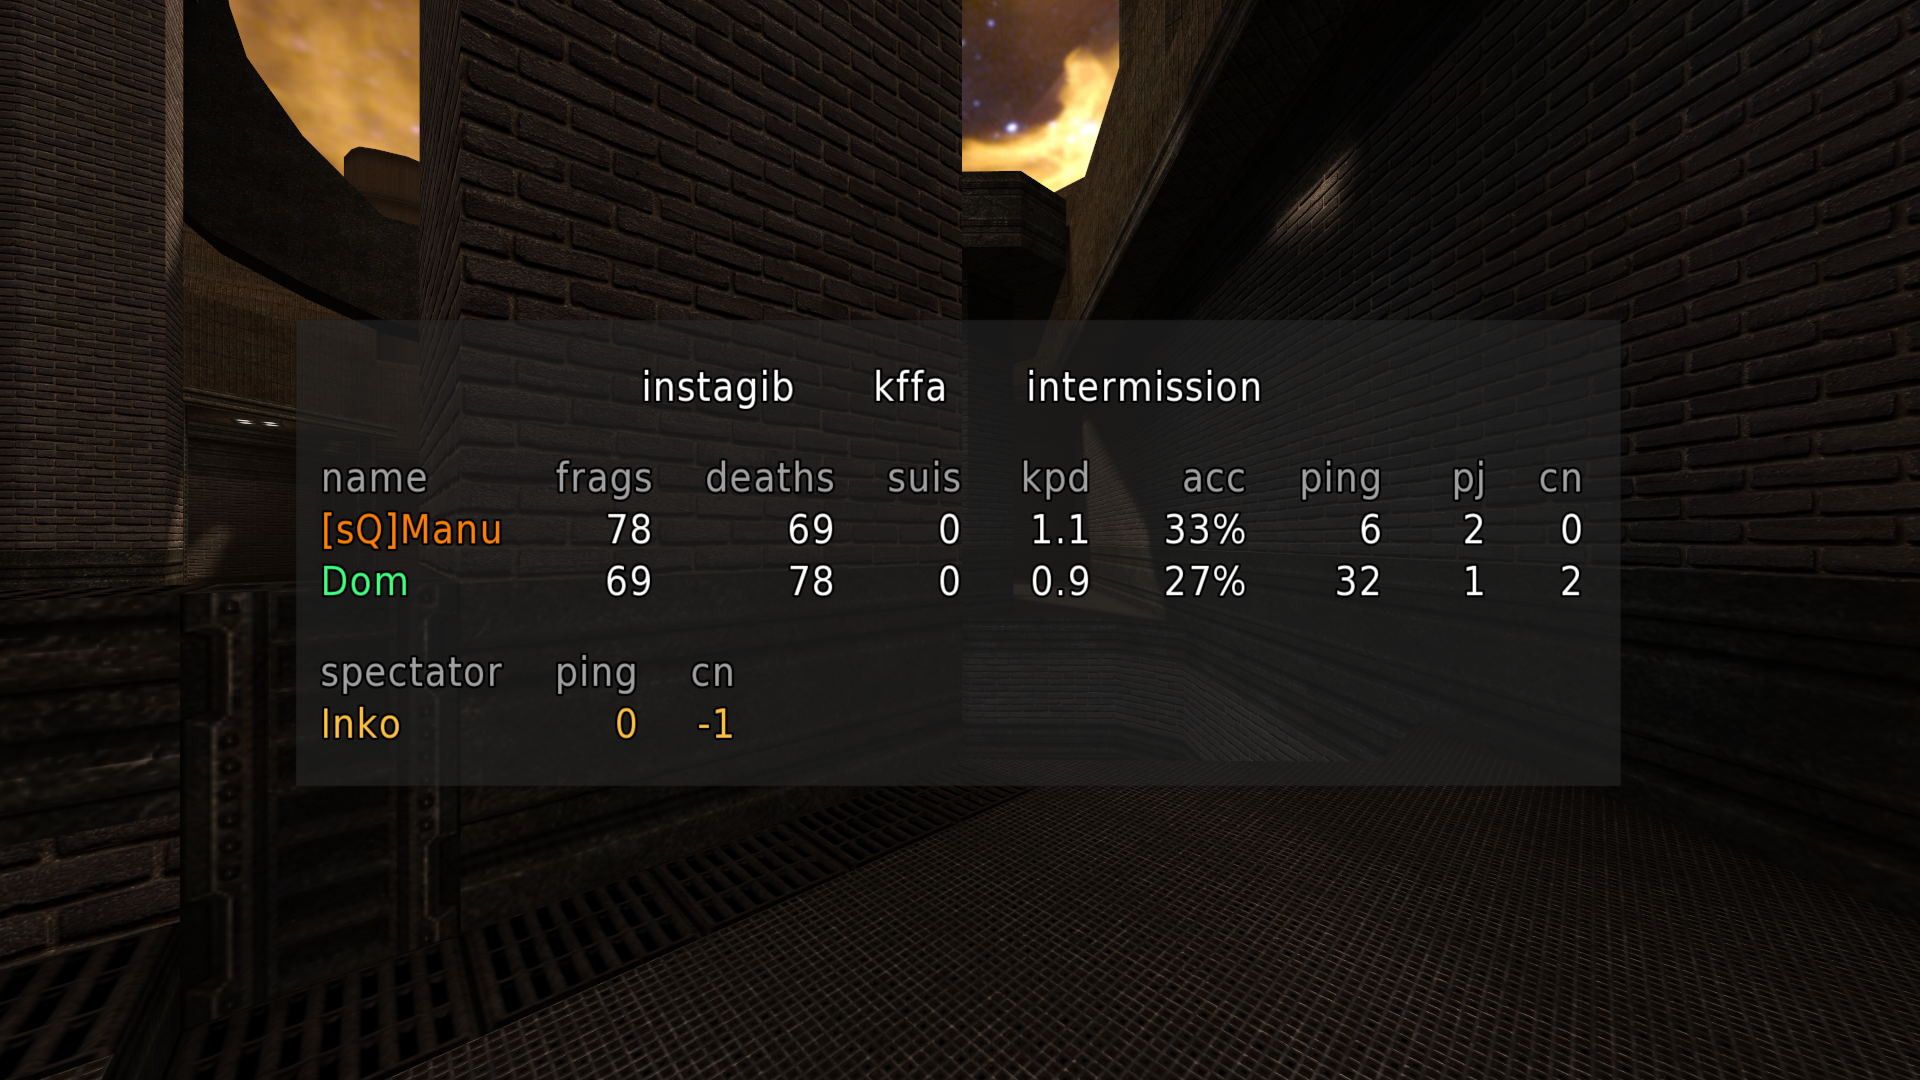 instagib kffa intermission
name frags deaths suis kpd acc ping pj cn
[sQ]Manu 78 69 0 1.1 33% 6 2 0
Dom 69 78 0 0.9 27% 32 1 2
spectator ping cn
Inko 0 -1